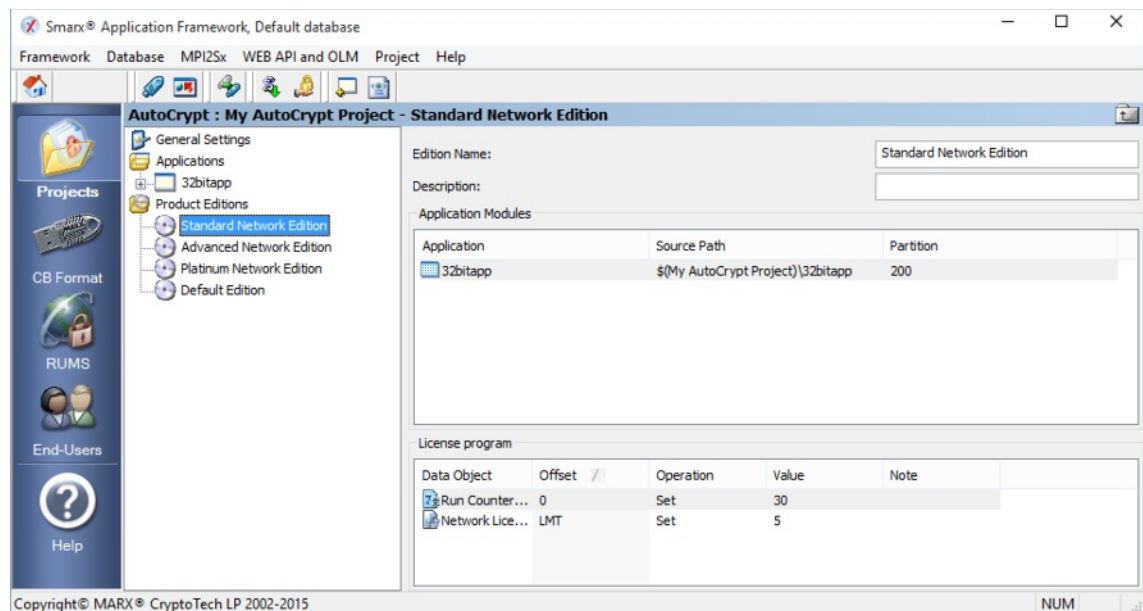 Smarx® Application Framework, Default database
Framework Database MPI2Sx WEB API and OLM Project Help
AutoCrypt : My AutoCrypt Project - Standard Network Edition
Projects
CB Format
RUMS
End-Users
Help
General Settings
Applications
32bitapp
Product Editions
Standard Network Edition
Advanced Network Edition
Platinum Network Edition
Default Edition
Edition Name: Standard Network Edition
Description:
Application Modules
Application Source Path Partition
32bitapp $(My AutoCrypt Project)\32bitapp 200
License program
Data Object Offset Operation Value Note
Run Counter... 0 Set 30
Network Lice... LMT Set 5
Copyright© MARX® CryptoTech LP 2002-2015 NUM